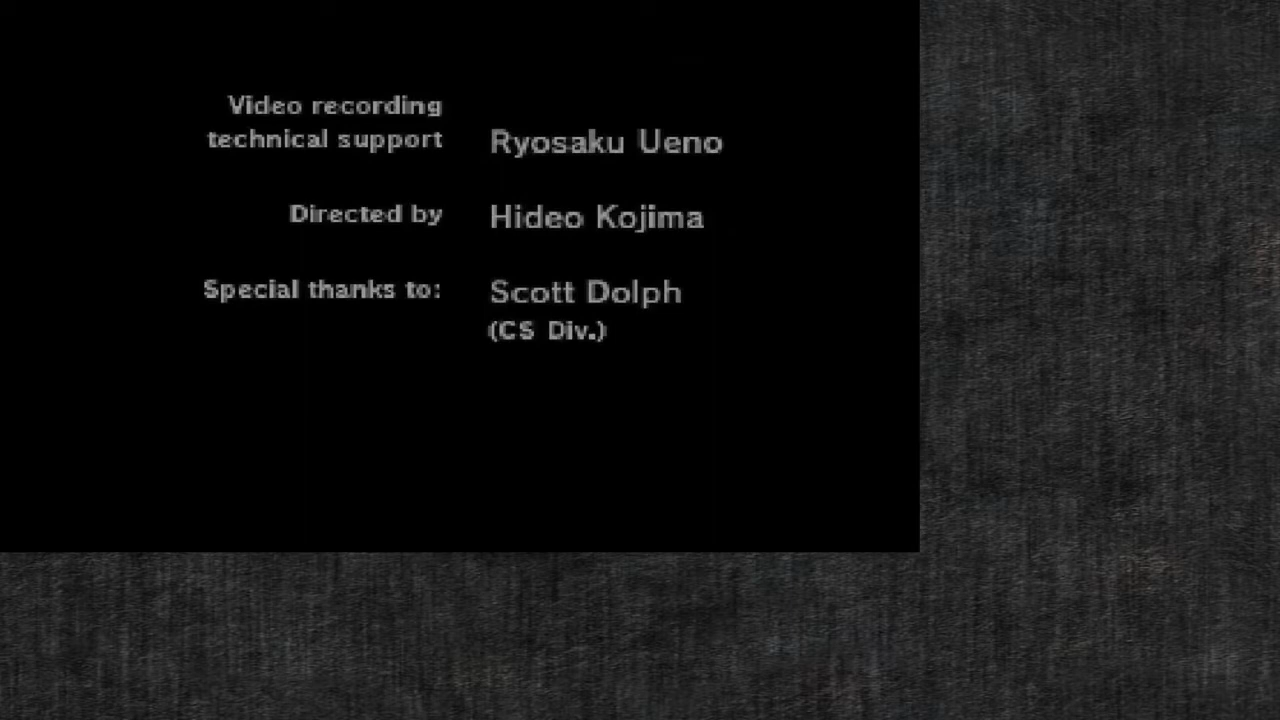 Video recording
technical support Ryosaku Ueno
Directed by Hideo Kojima
Special thanks to: Scott Dolph
(CS Div.)